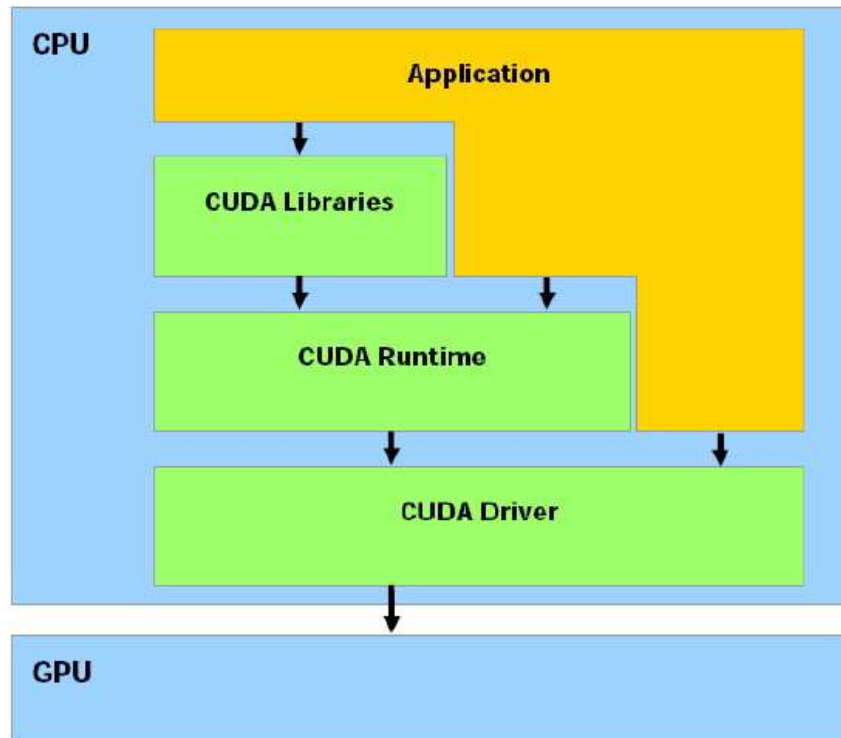 CPU
Application
CUDA Libraries
CUDA Runtime
CUDA Driver
GPU